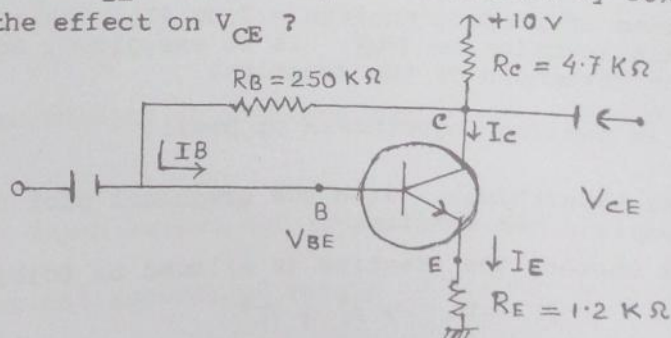 the effect on VCE ?
+10 V
RB = 250 KΩ
RC = 4.7 KΩ
C
IC
IB
B
VBE
VCE
E
IE
RE = 1.2 KΩ